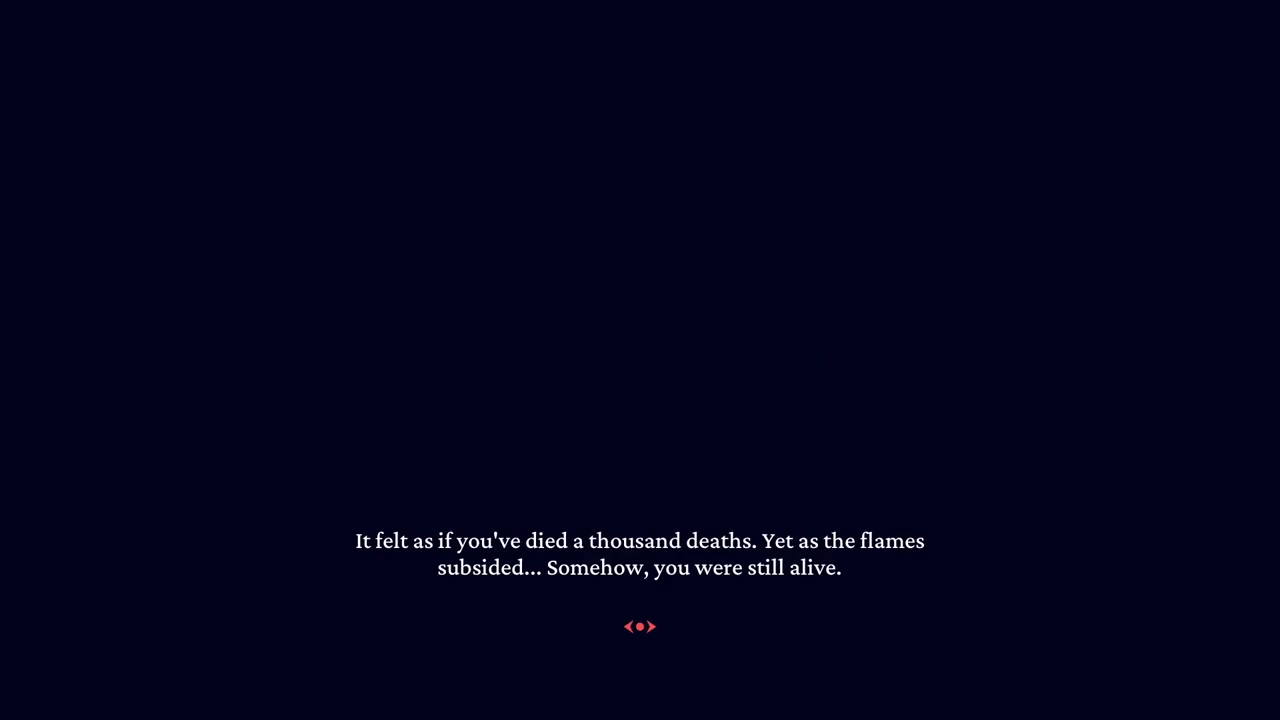 It felt as if you've died a thousand deaths. Yet as the flames
subsided... Somehow, you were still alive.